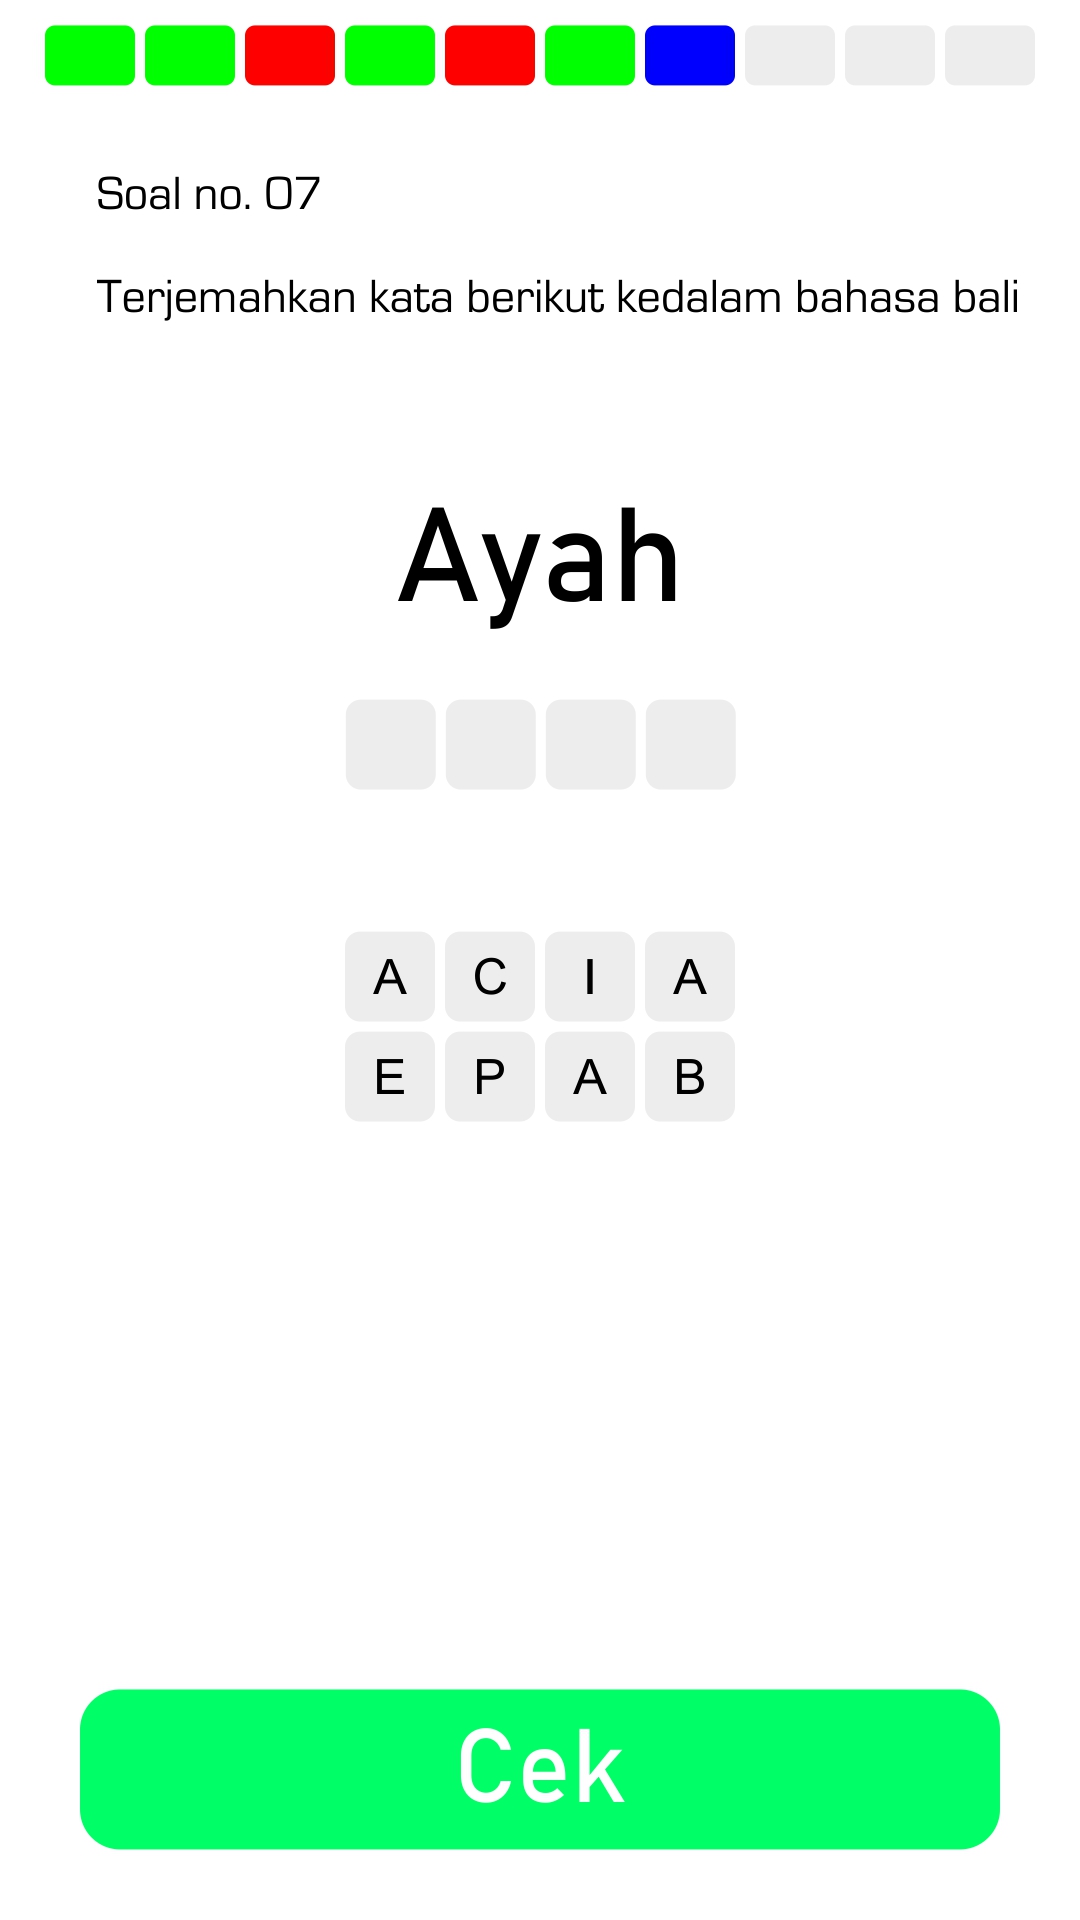 Soal no. 07
Terjemahkan kata berikut kedalam bahasa bali
Ayah
A C I A
E P A B
Cek